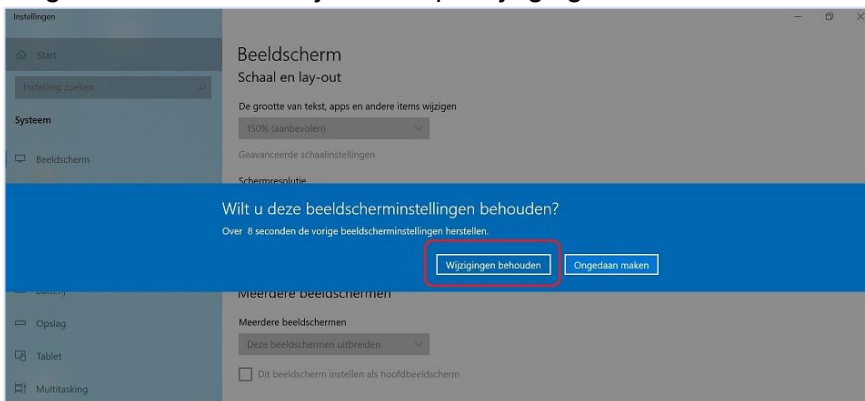 Instellingen
Start
Instelling zoeken
Systeem
Beeldscherm
Beeldscherm
Schaal en lay-out
De grootte van tekst, apps en andere items wijzigen
150% (aanbevolen)
Geavanceerde schaalinstellingen
Schermresolutie
Wilt u deze beeldscherminstellingen behouden?
Over 8 seconden de vorige beeldscherminstellingen herstellen.
Wijzigingen behouden
Ongedaan maken
Batterij
Opslag
Tablet
Multitasking
Meerdere beeldschermen
Meerdere beeldschermen
Deze beeldschermen uitbreiden
Dit beeldscherm instellen als hoofdbeeldscherm